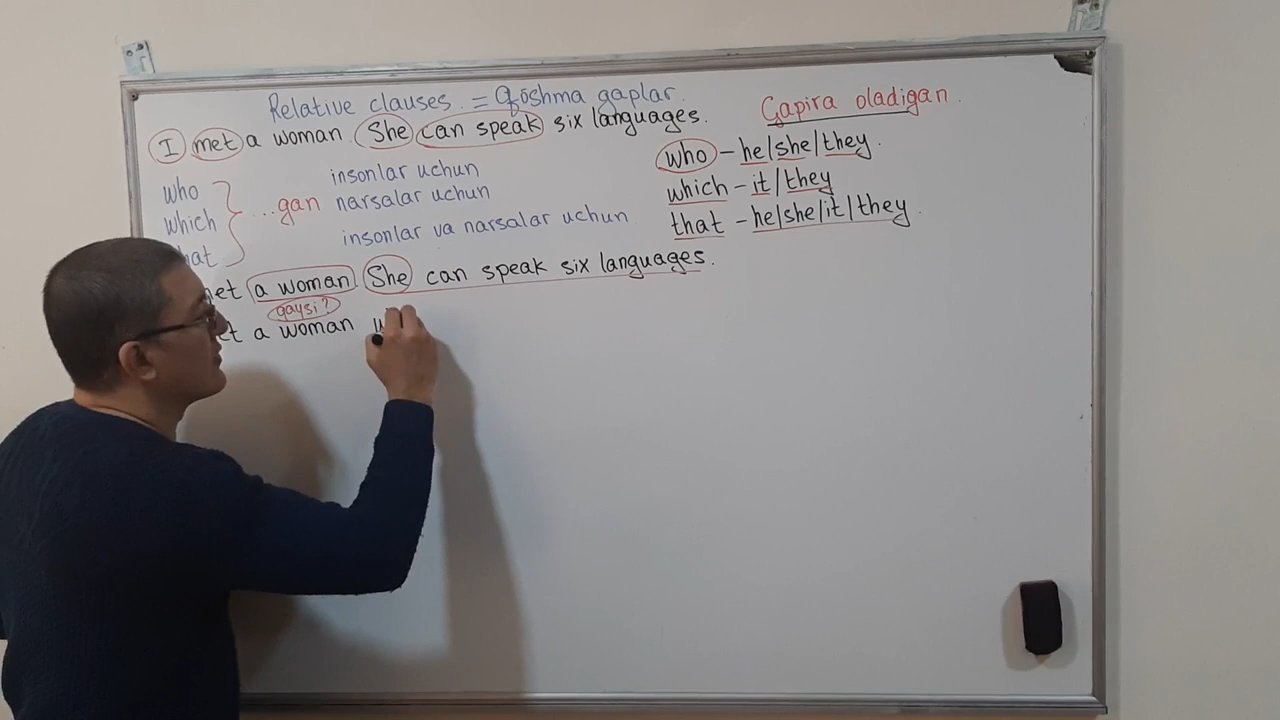 Relative clauses. = Qōshma gaplar.
I met a woman. She can speak six languages.
Gapira oladigan.
who
which
that
...gan
insonlar uchun
narsalar uchun
insonlar va narsalar uchun
who - he/she/they.
which - it/they
that - he/she/it/they.
met a woman. She can speak six languages.
qaysi?
a woman